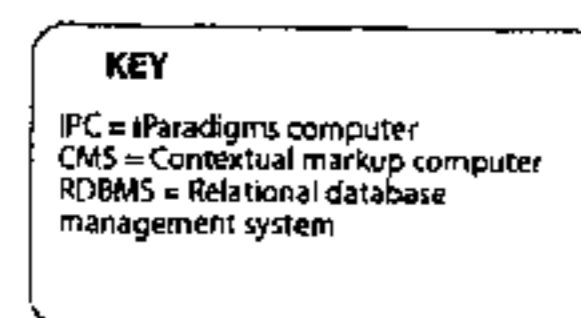 KEY
IPC = iParadigms computer
CMS = Contextual markup computer
RDBMS = Relational database
management system